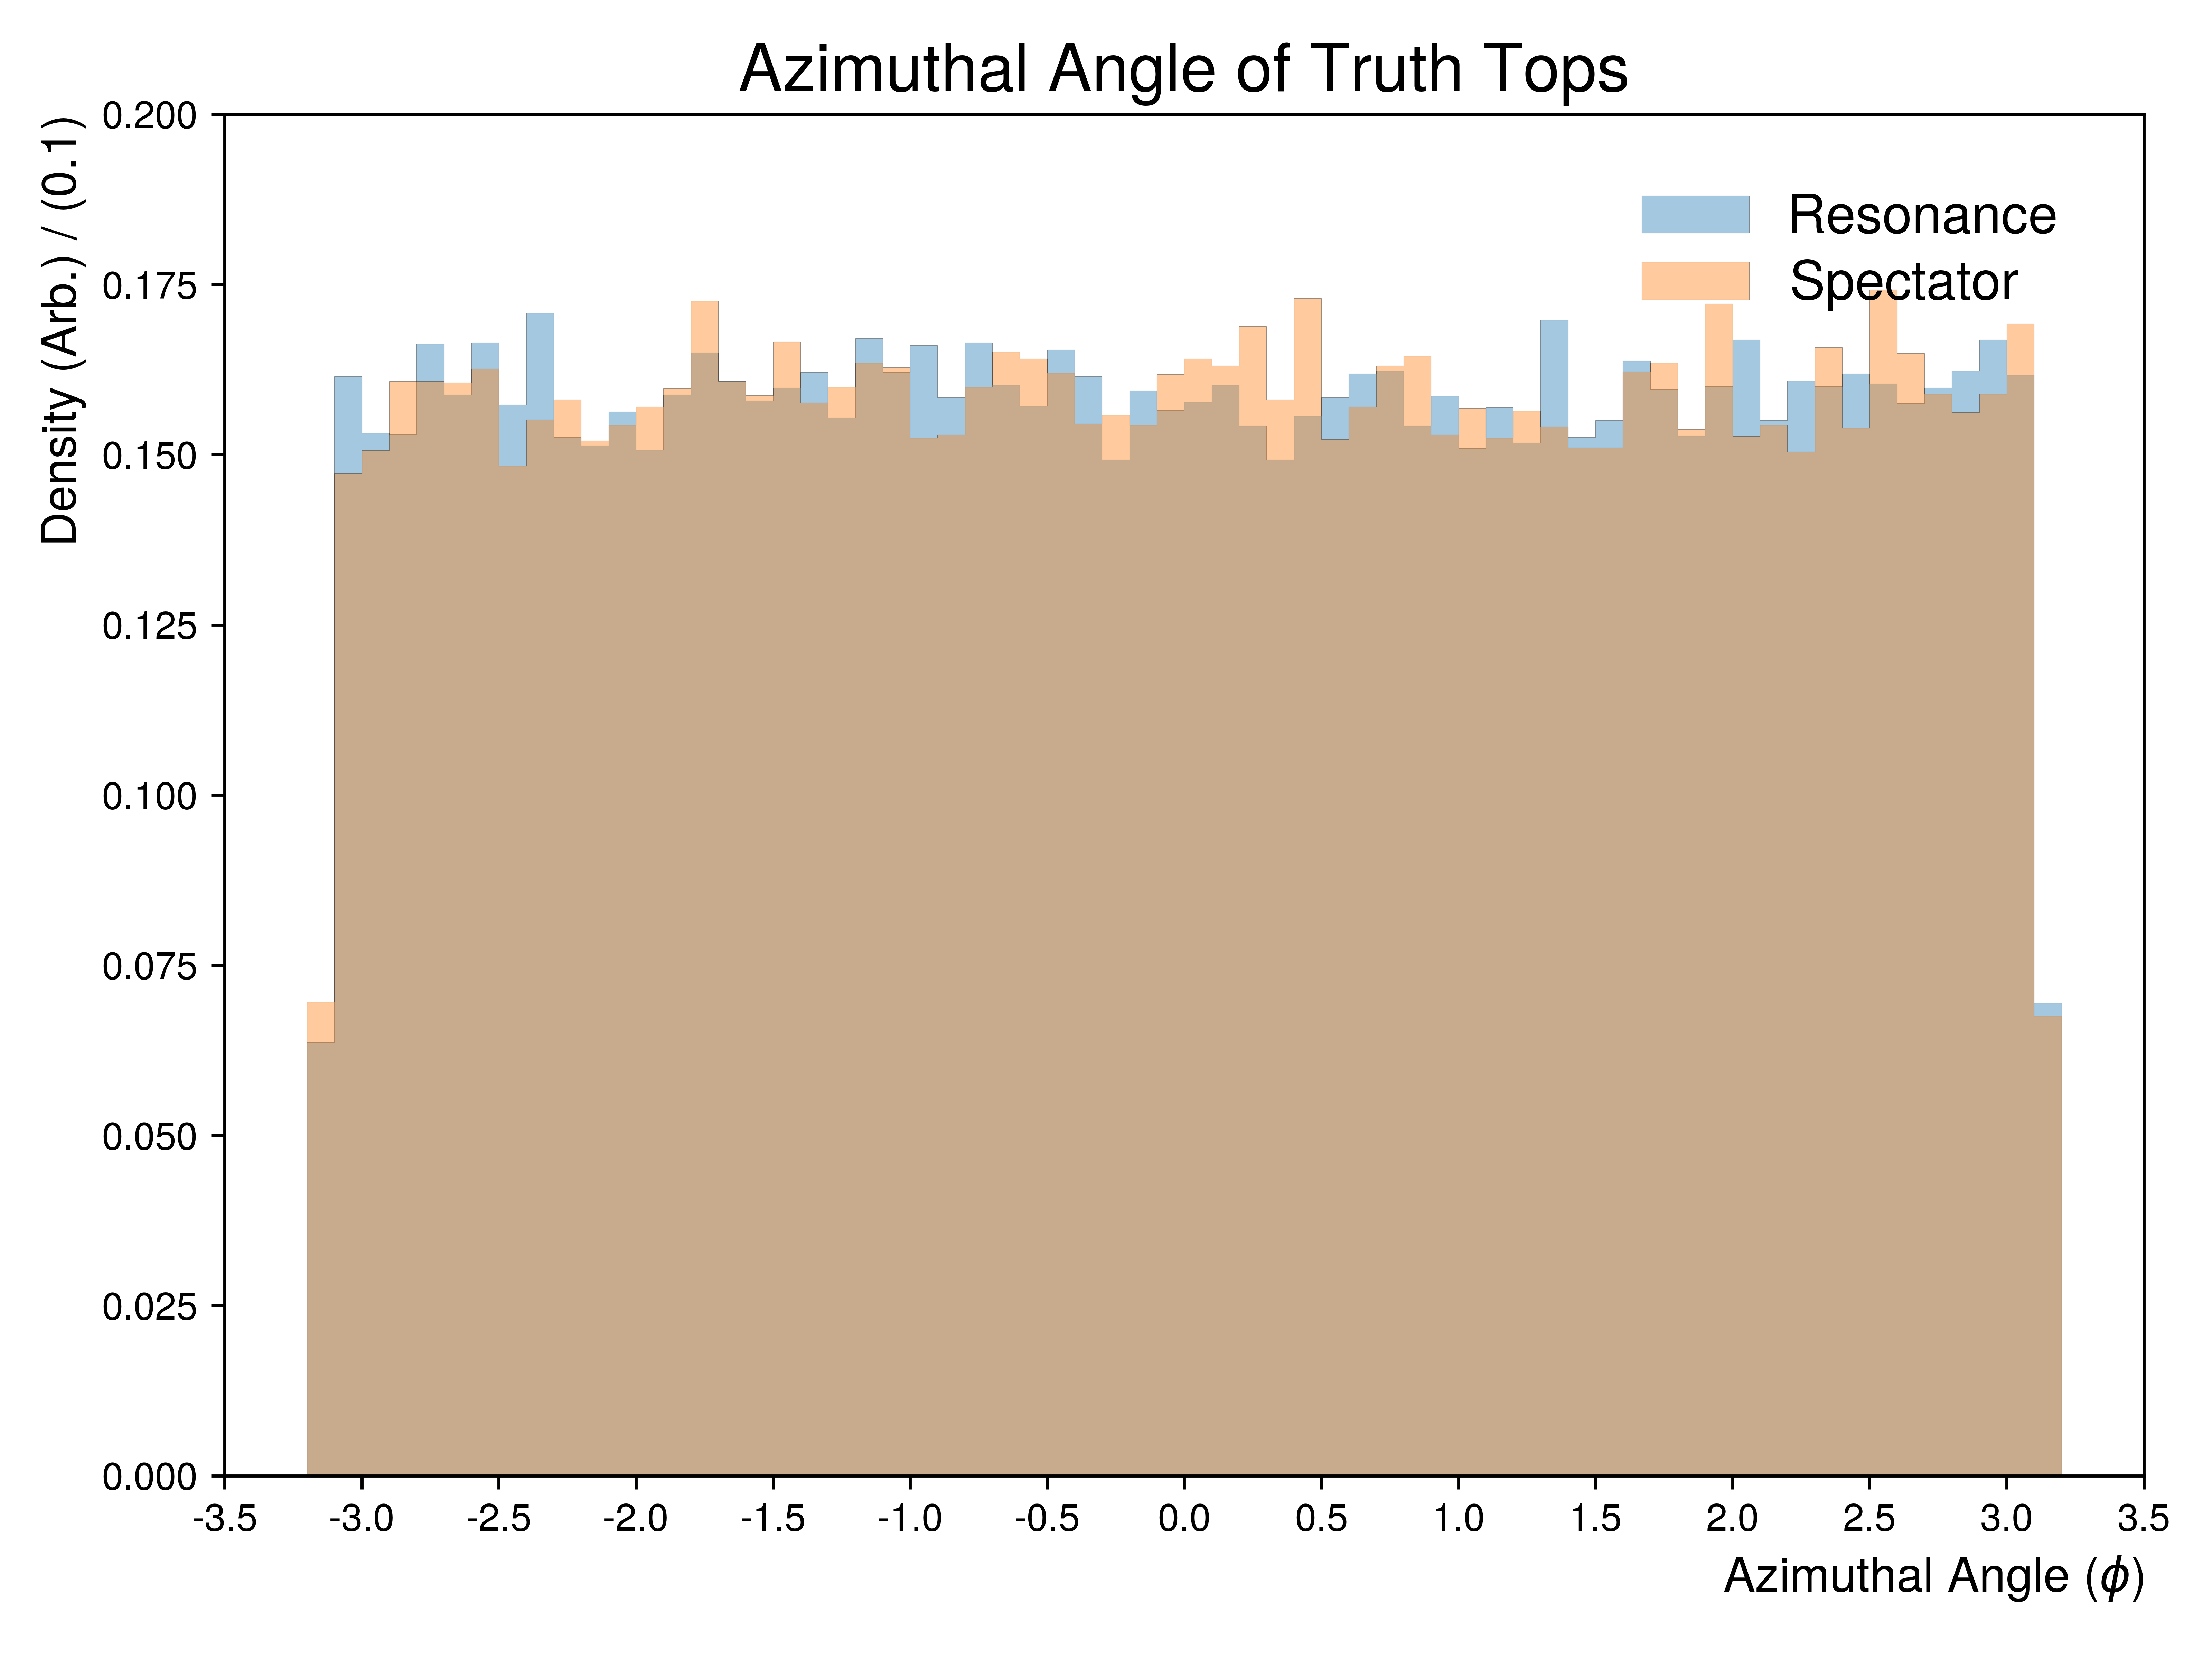 Azimuthal Angle of Truth Tops
Density (Arb.) / (0.1)
0.200
0.175
0.150
0.125
0.100
0.075
0.050
0.025
0.000
Resonance
Spectator
-3.5 -3.0 -2.5 -2.0 -1.5 -1.0 -0.5 0.0 0.5 1.0 1.5 2.0 2.5 3.0 3.5
Azimuthal Angle (ϕ)